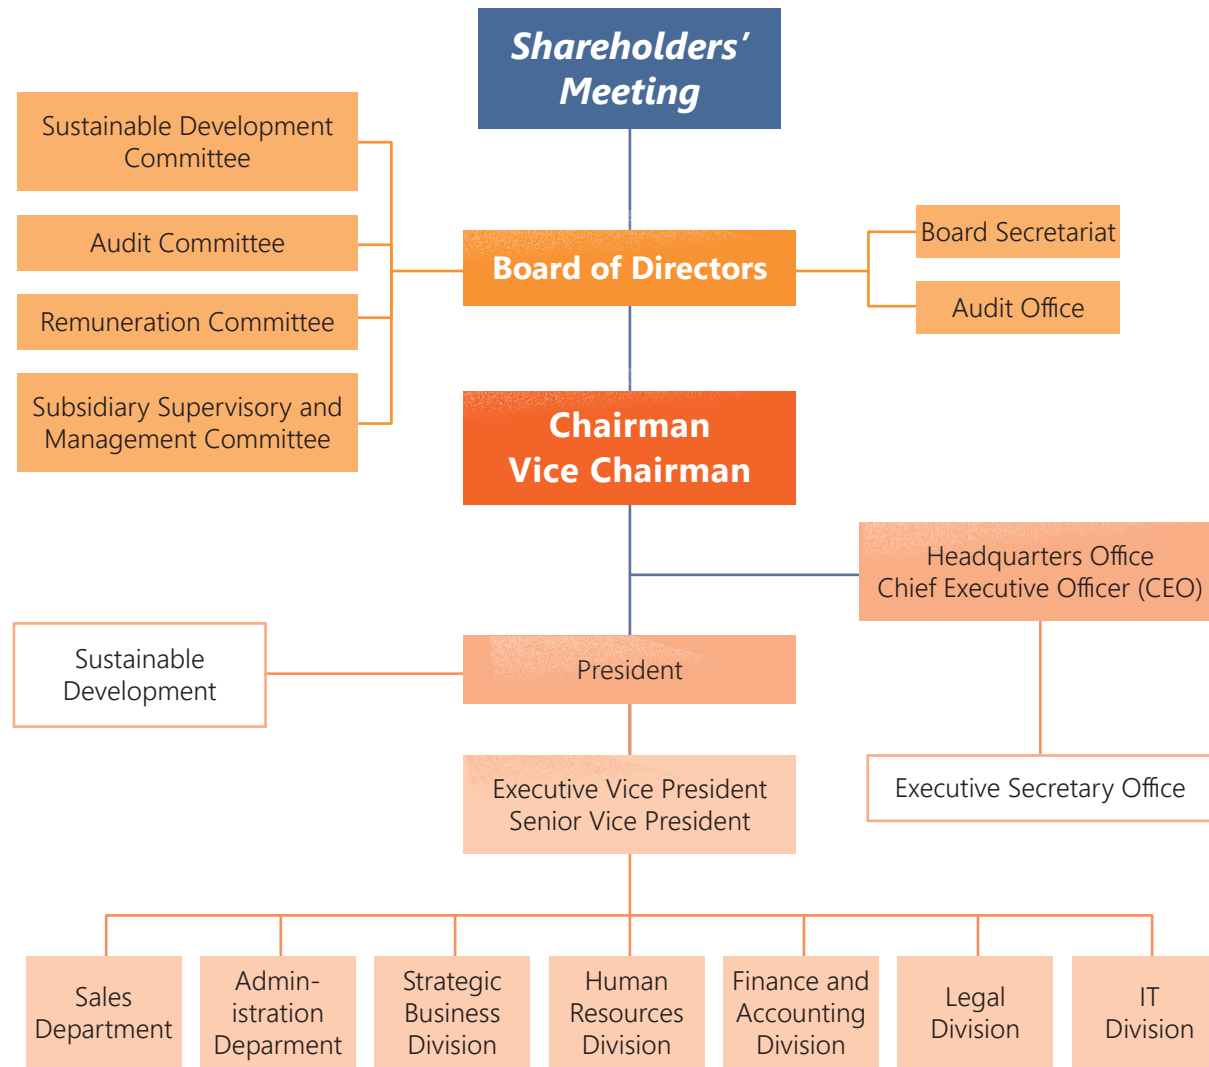 Shareholders’
Meeting
Sustainable Development
Committee
Audit Committee
Remuneration Committee
Subsidiary Supervisory and
Management Committee
Board of Directors
Board Secretariat
Audit Office
Chairman
Vice Chairman
Headquarters Office
Chief Executive Officer (CEO)
Sustainable
Development
President
Executive Vice President
Senior Vice President
Executive Secretary Office
Sales
Department
Admin-
istration
Deparment
Strategic
Business
Division
Human
Resources
Division
Finance and
Accounting
Division
Legal
Division
IT
Division